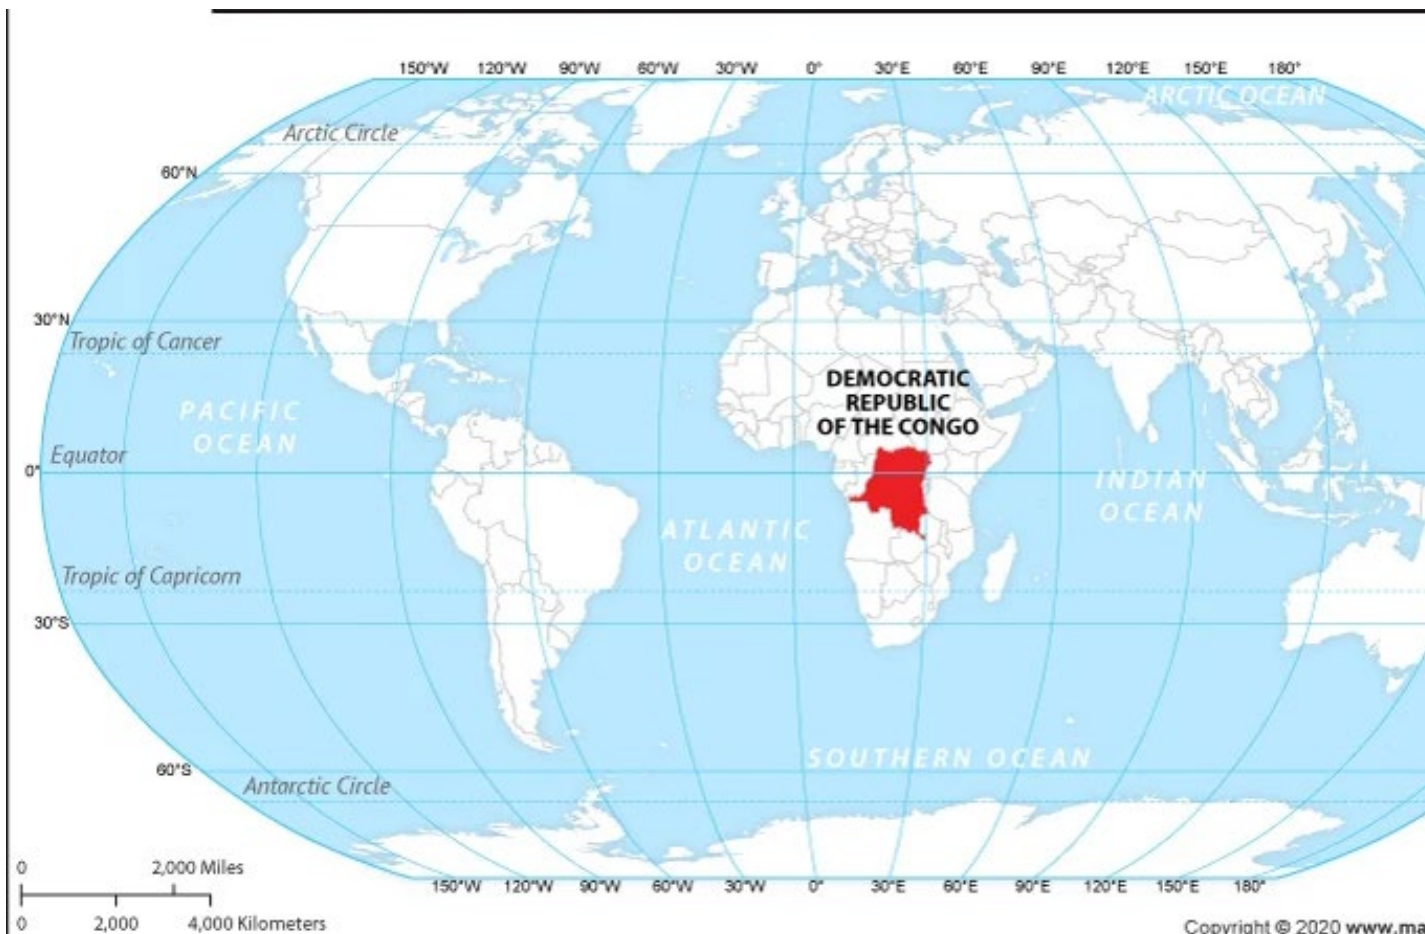 150°W 120°W 90°W 60°W 30°W 0° 30°E 60°E 90°E 120°E 150°E 180°
ARCTIC OCEAN
Arctic Circle
60°N
30°N
Tropic of Cancer
DEMOCRATIC
REPUBLIC
OF THE CONGO
PACIFIC
OCEAN
Equator
0°
INDIAN
OCEAN
ATLANTIC
OCEAN
Tropic of Capricorn
30°S
SOUTHERN OCEAN
60°S
Antarctic Circle
0 2,000 Miles
150°W 120°W 90°W 60°W 30°W 0° 30°E 60°E 90°E 120°E 150°E 180°
0 2,000 4,000 Kilometers
Copyright © 2020 www.ma